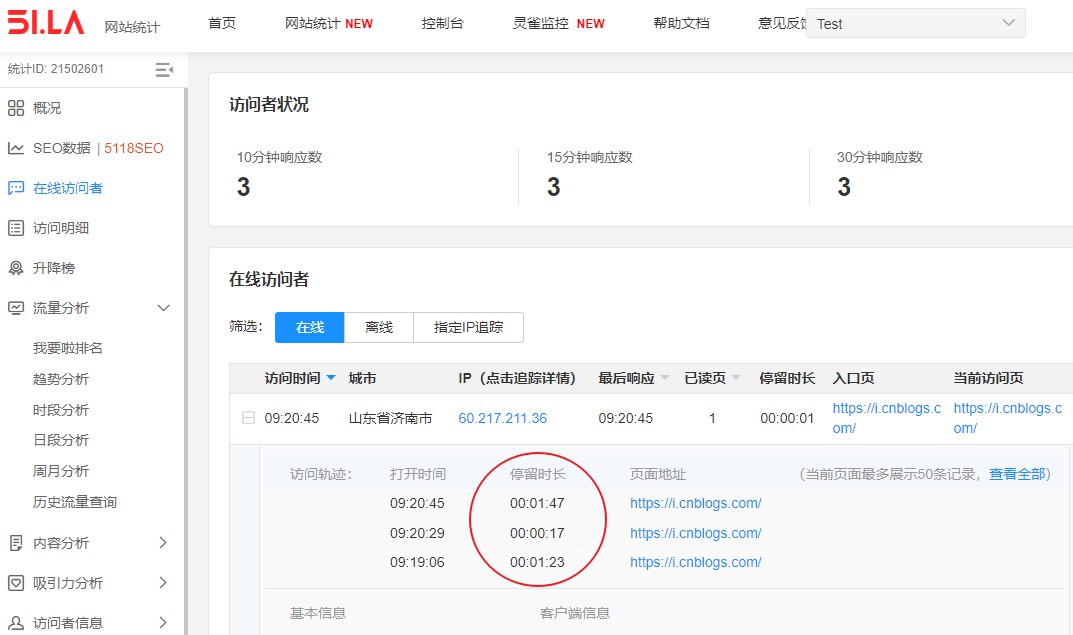 51.LA 网站统计 首页 网站统计 NEW 控制台 灵雀监控 NEW 帮助文档 意见反馈 Test
统计ID: 21502601
概况
SEO数据 | 5118SEO
在线访问者
访问明细
升降榜
流量分析
我要啦排名
趋势分析
时段分析
日段分析
周月分析
历史流量查询
内容分析
吸引力分析
访问者信息
访问者状况
10分钟响应数 15分钟响应数 30分钟响应数
3 3 3
在线访问者
筛选: 在线 离线 指定IP追踪
访问时间 城市 IP（点击追踪详情） 最后响应 已读页 停留时长 入口页 当前访问页
09:20:45 山东省济南市 60.217.211.36 09:20:45 1 00:00:01 https://i.cnblogs.c https://i.cnblogs.c
om/ om/
访问轨迹: 打开时间 停留时长 页面地址 (当前页面最多展示50条记录，查看全部)
09:20:45 00:01:47 https://i.cnblogs.com/
09:20:29 00:00:17 https://i.cnblogs.com/
09:19:06 00:01:23 https://i.cnblogs.com/
基本信息 客户端信息